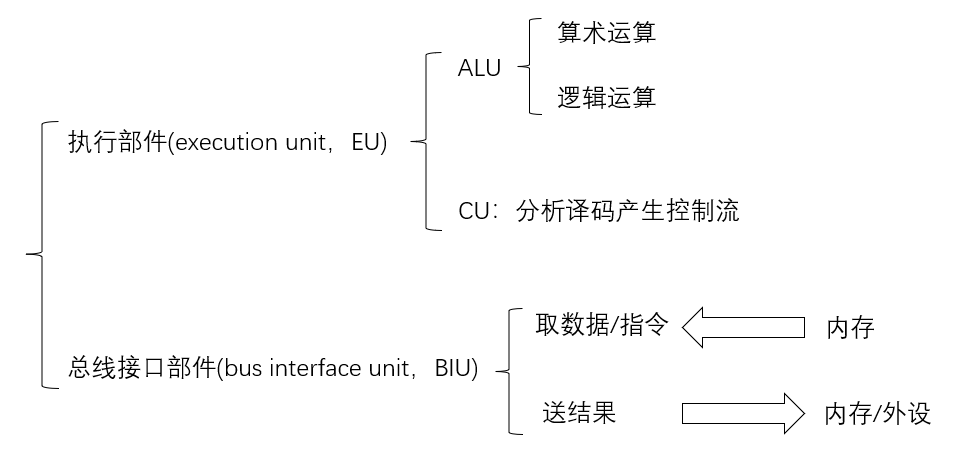 算术运算
ALU
逻辑运算
执行部件(execution unit，EU)
CU：分析译码产生控制流
取数据/指令 内存
总线接口部件(bus interface unit，BIU)
送结果 内存/外设